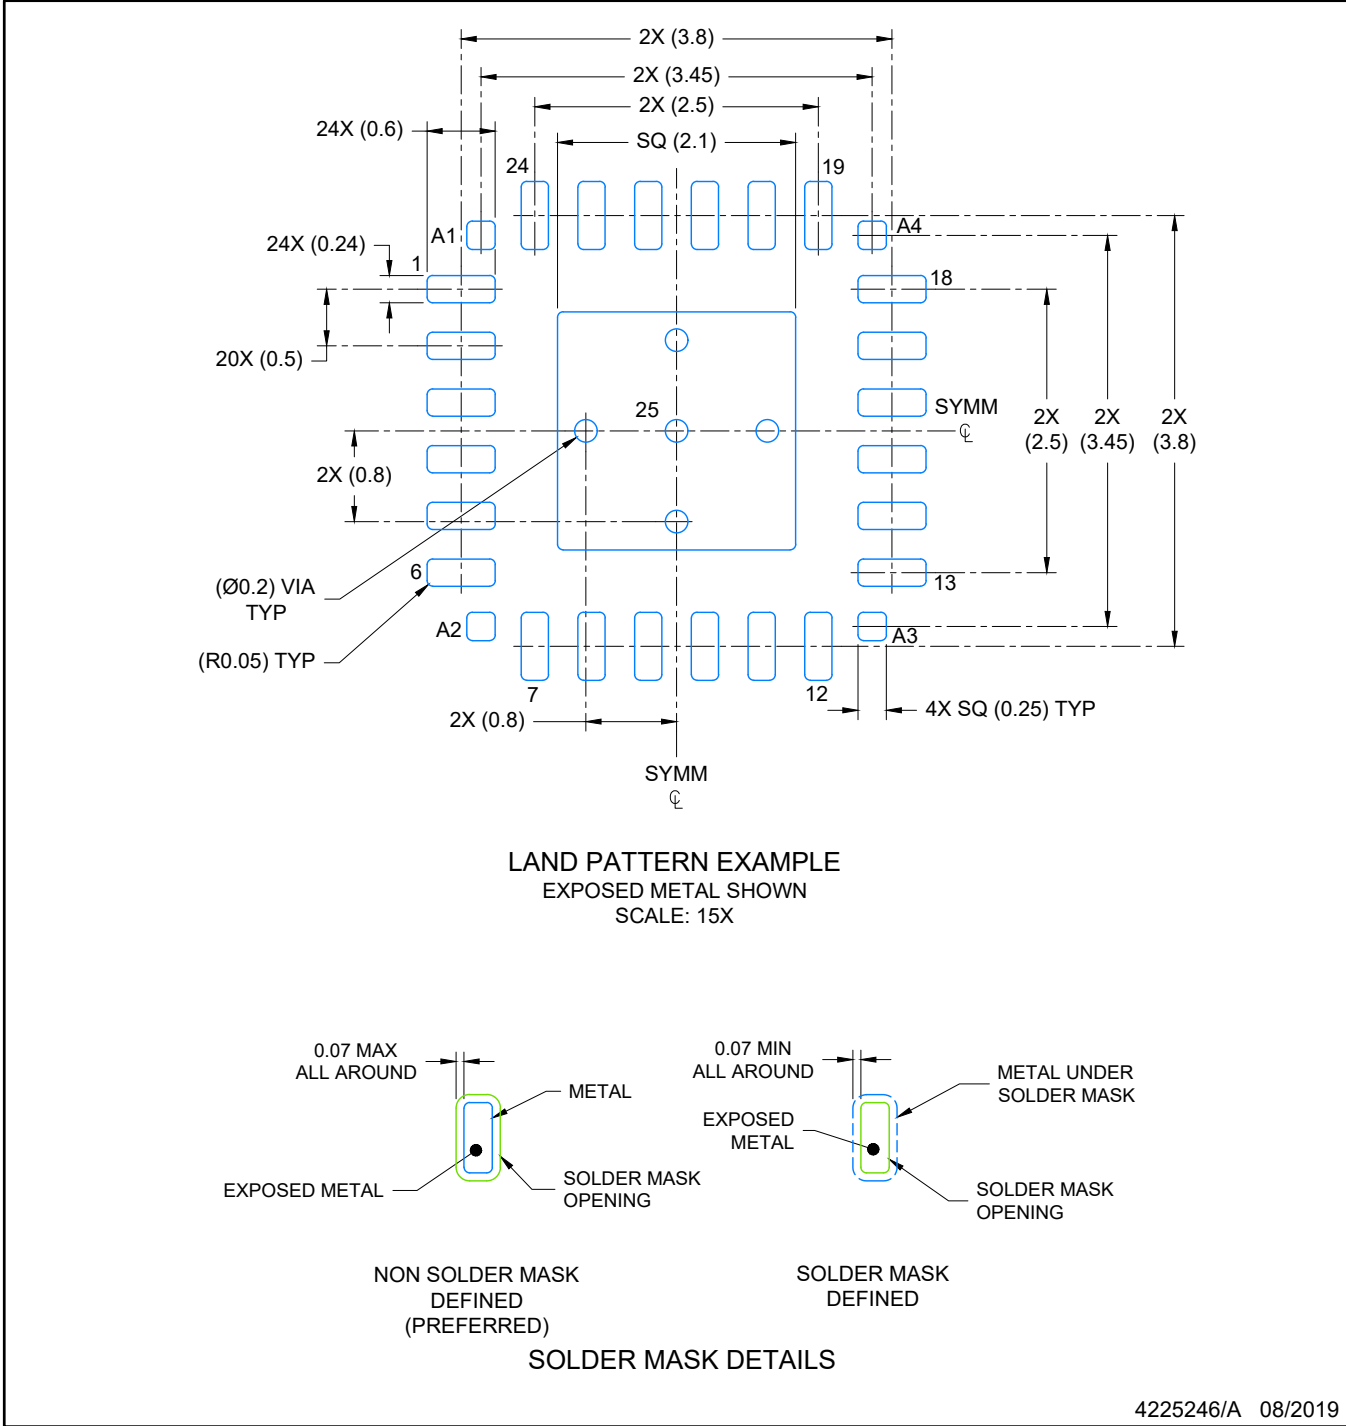 2X (3.8)
2X (3.45)
2X (2.5)
24X (0.6)
SQ (2.1)
24
19
A1
A4
24X (0.24)
1
18
20X (0.5)
25
SYMM
℄
2X
(2.5)
2X
(3.45)
2X
(3.8)
2X (0.8)
6
13
(Ø0.2) VIA
TYP
A2
A3
(R0.05) TYP
7
12
2X (0.8)
4X SQ (0.25) TYP
SYMM
℄
LAND PATTERN EXAMPLE
EXPOSED METAL SHOWN
SCALE: 15X
0.07 MAX
ALL AROUND
METAL
EXPOSED METAL
SOLDER MASK
OPENING
NON SOLDER MASK
DEFINED
(PREFERRED)
0.07 MIN
ALL AROUND
METAL UNDER
SOLDER MASK
EXPOSED
METAL
SOLDER MASK
OPENING
SOLDER MASK
DEFINED
SOLDER MASK DETAILS
4225246/A 08/2019